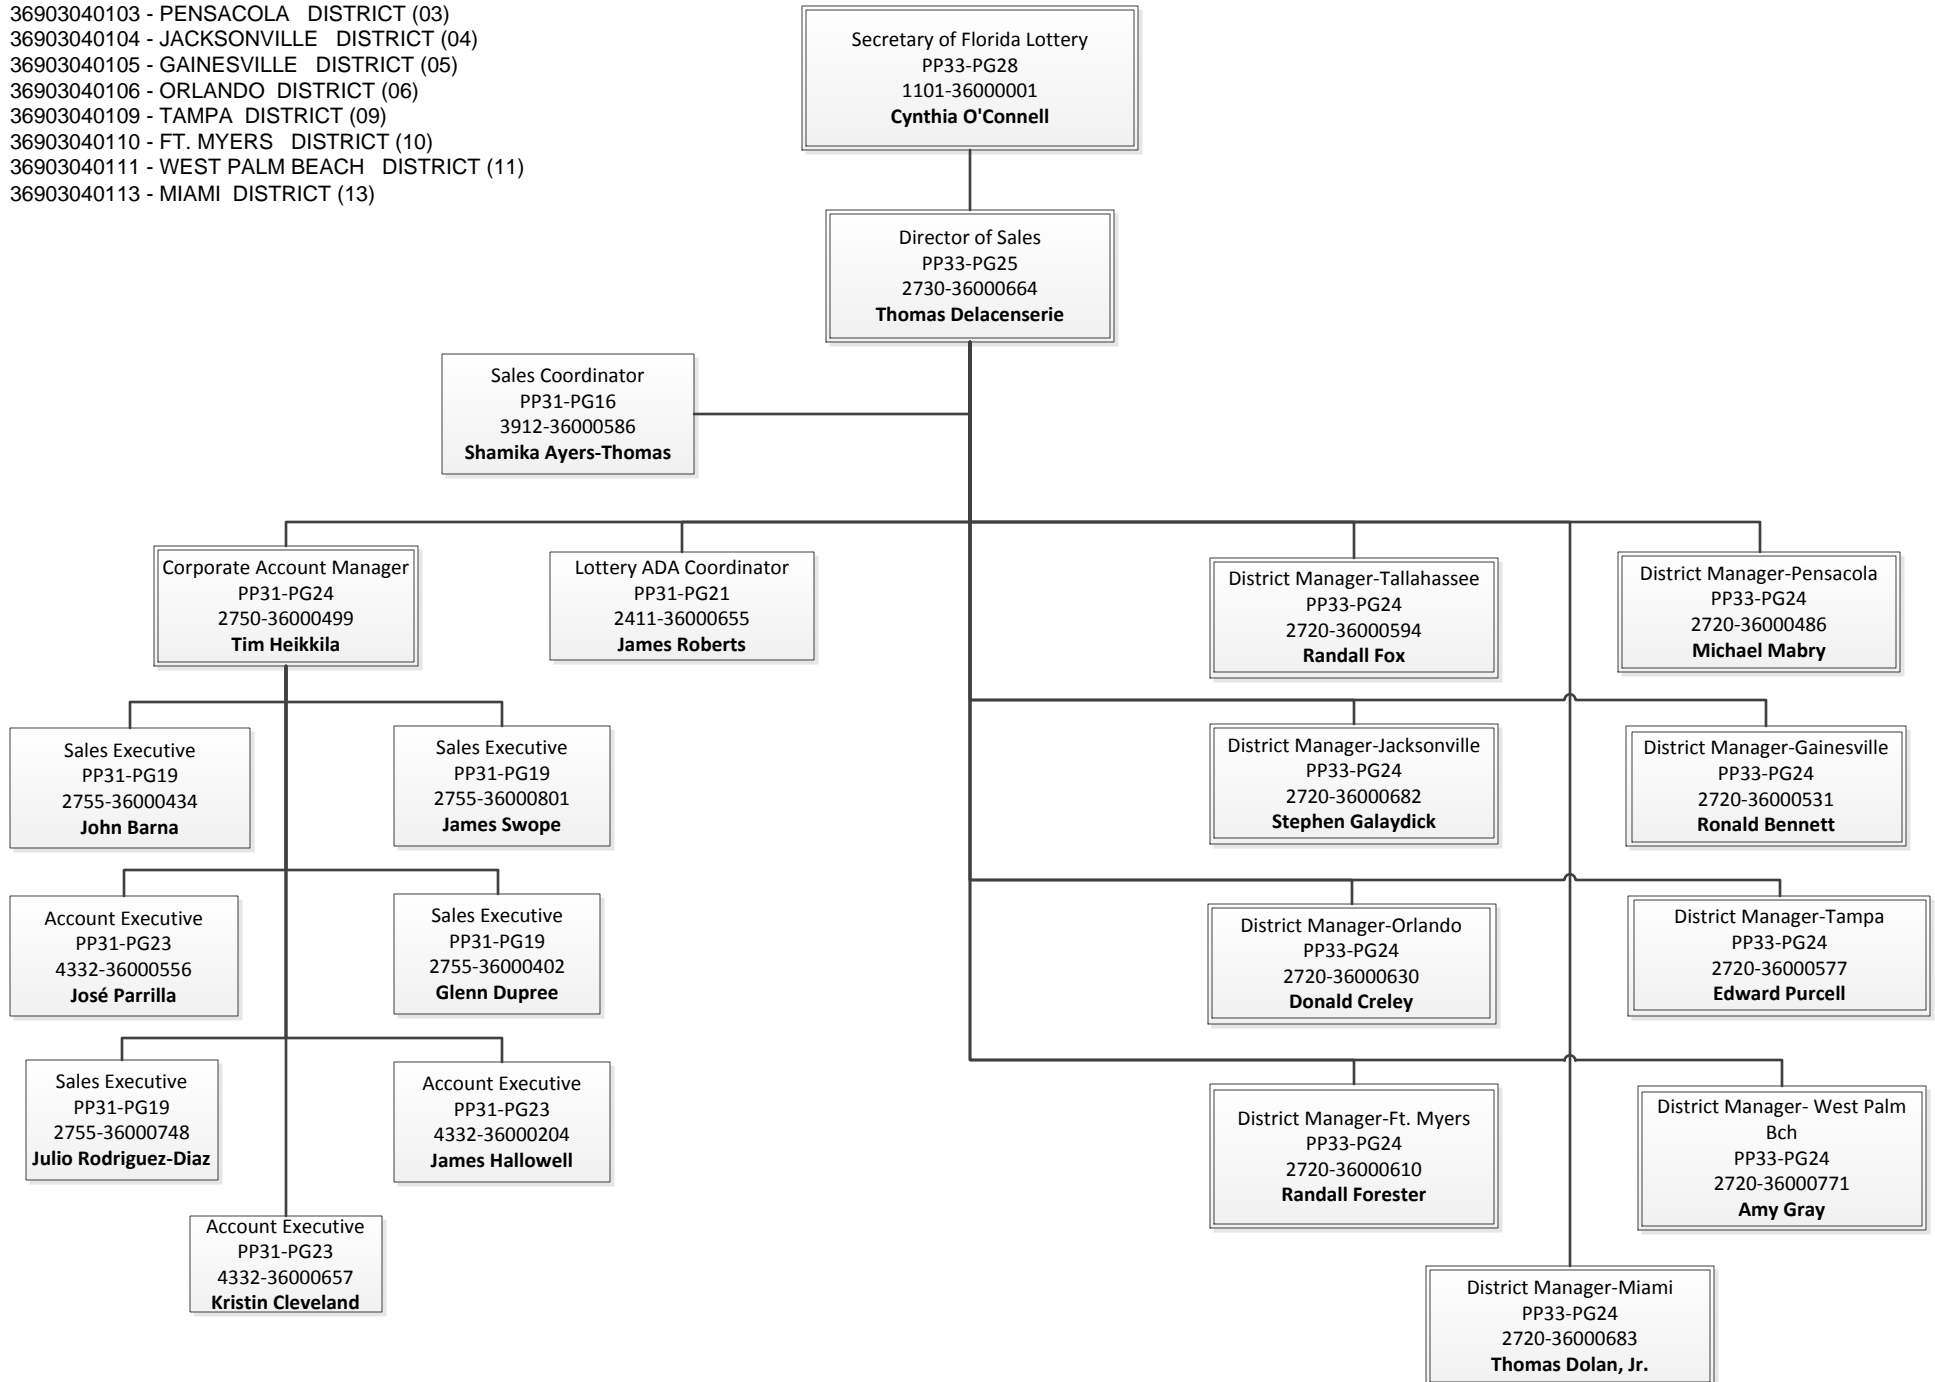 36903040103 - PENSACOLA DISTRICT (03)
36903040104 - JACKSONVILLE DISTRICT (04)
36903040105 - GAINESVILLE DISTRICT (05)
36903040106 - ORLANDO DISTRICT (06)
36903040109 - TAMPA DISTRICT (09)
36903040110 - FT. MYERS DISTRICT (10)
36903040111 - WEST PALM BEACH DISTRICT (11)
36903040113 - MIAMI DISTRICT (13)
Secretary of Florida Lottery
PP33-PG28
1101-36000001
Cynthia O'Connell
Director of Sales
PP33-PG25
2730-36000664
Thomas Delacenserie
Sales Coordinator
PP31-PG16
3912-36000586
Shamika Ayers-Thomas
Corporate Account Manager
PP31-PG24
2750-36000499
Tim Heikkila
Lottery ADA Coordinator
PP31-PG21
2411-36000655
James Roberts
District Manager-Tallahassee
PP33-PG24
2720-36000594
Randall Fox
District Manager-Pensacola
PP33-PG24
2720-36000486
Michael Mabry
Sales Executive
PP31-PG19
2755-36000434
John Barna
Sales Executive
PP31-PG19
2755-36000801
James Swope
District Manager-Jacksonville
PP33-PG24
2720-36000682
Stephen Galaydick
District Manager-Gainesville
PP33-PG24
2720-36000531
Ronald Bennett
Account Executive
PP31-PG23
4332-36000556
José Parrilla
Sales Executive
PP31-PG19
2755-36000402
Glenn Dupree
District Manager-Orlando
PP33-PG24
2720-36000630
Donald Creley
District Manager-Tampa
PP33-PG24
2720-36000577
Edward Purcell
Sales Executive
PP31-PG19
2755-36000748
Julio Rodriguez-Diaz
Account Executive
PP31-PG23
4332-36000204
James Hallowell
District Manager-Ft. Myers
PP33-PG24
2720-36000610
Randall Forester
District Manager- West Palm
Bch
PP33-PG24
2720-36000771
Amy Gray
Account Executive
PP31-PG23
4332-36000657
Kristin Cleveland
District Manager-Miami
PP33-PG24
2720-36000683
Thomas Dolan, Jr.